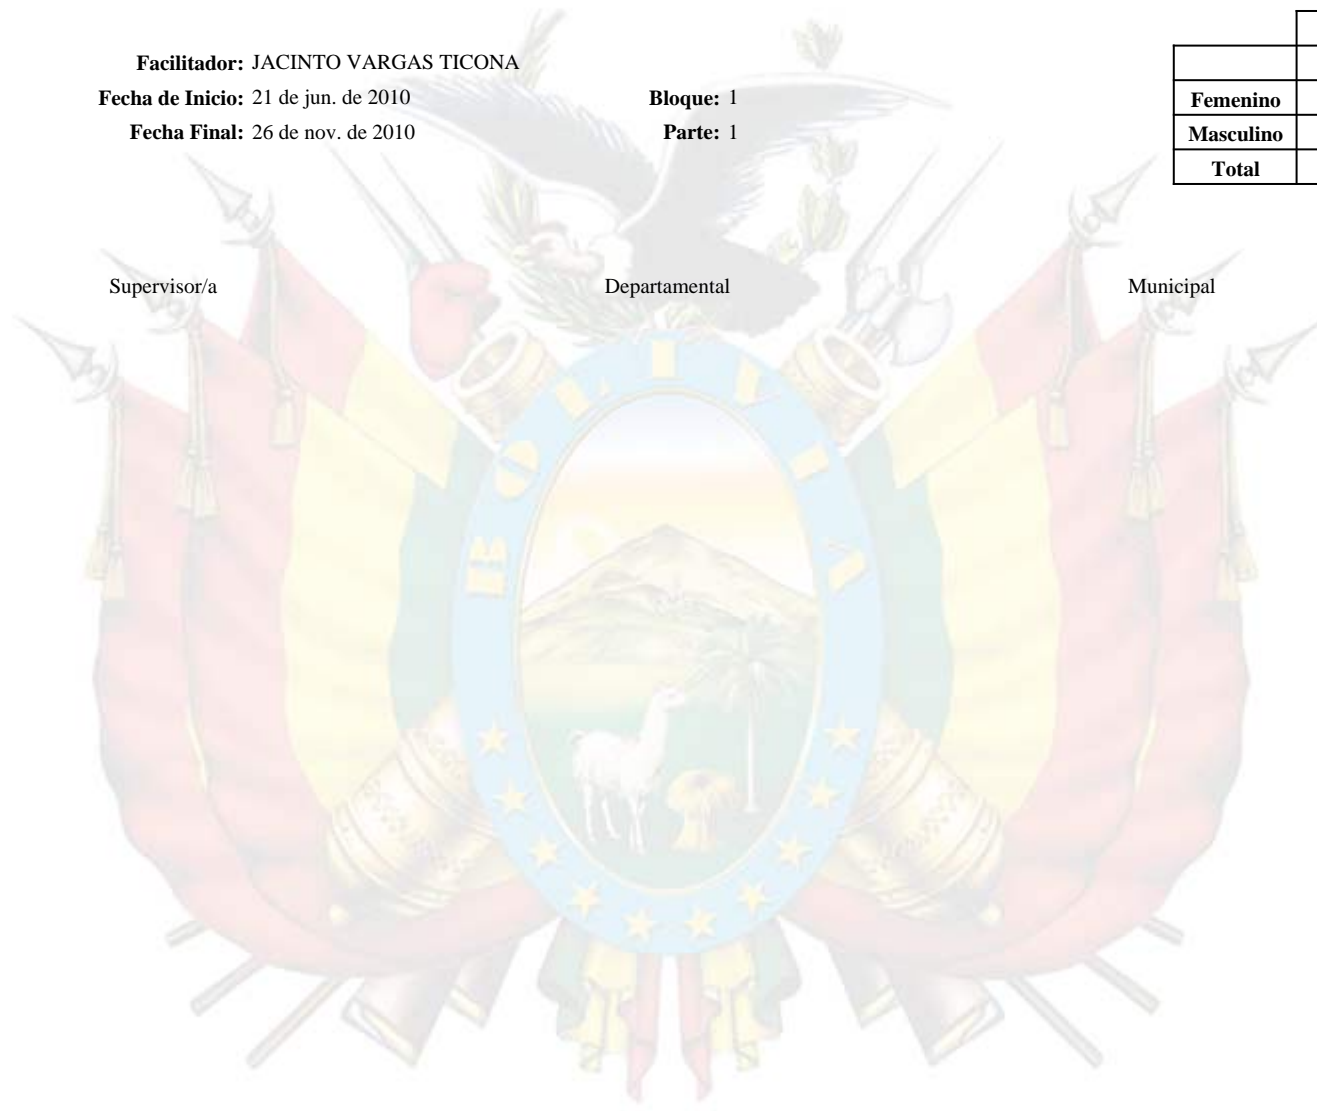 Facilitador: JACINTO VARGAS TICONA
Fecha de Inicio: 21 de jun. de 2010 Bloque: 1
Fecha Final: 26 de nov. de 2010 Parte: 1
Femenino
Masculino
Total
Supervisor/a Departamental Municipal
BOLIVIA